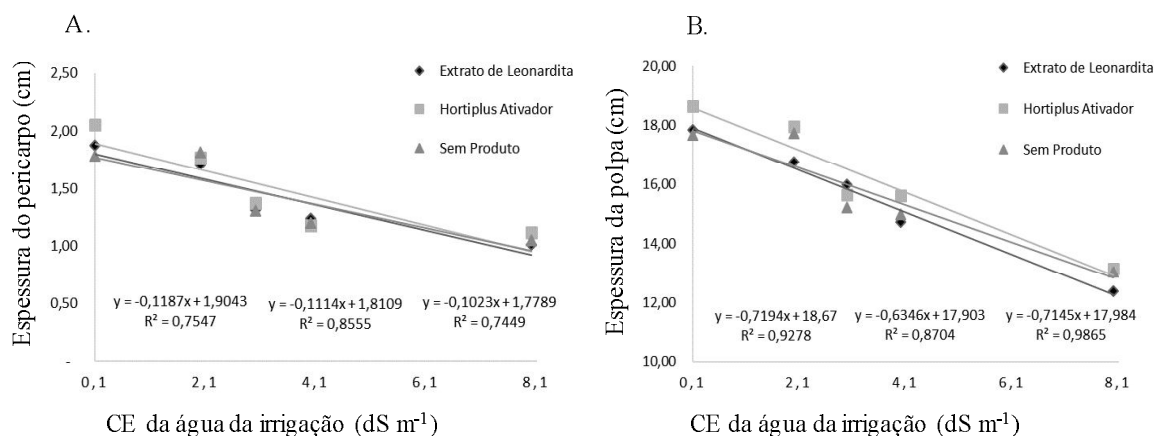 A.
Espessura do pericarpo (cm)
2,50
2,00
1,50
1,00
0,50
-
Extrato de Leonardita
Hortiplus Ativador
Sem Produto
y = -0,1187x + 1,9043
R² = 0,7547
y = -0,1114x + 1,8109
R² = 0,8555
y = -0,1023x + 1,7789
R² = 0,7449
0,1 2,1 4,1 6,1 8,1
CE da água da irrigação (dS m⁻¹)
B.
Espessura da polpa (cm)
20,00
18,00
16,00
14,00
12,00
10,00
Extrato de Leonardita
Hortiplus Ativador
Sem Produto
y = -0,7194x + 18,67
R² = 0,9278
y = -0,6346x + 17,903
R² = 0,8704
y = -0,7145x + 17,984
R² = 0,9865
0,1 2,1 4,1 6,1 8,1
CE da água da irrigação (dS m⁻¹)